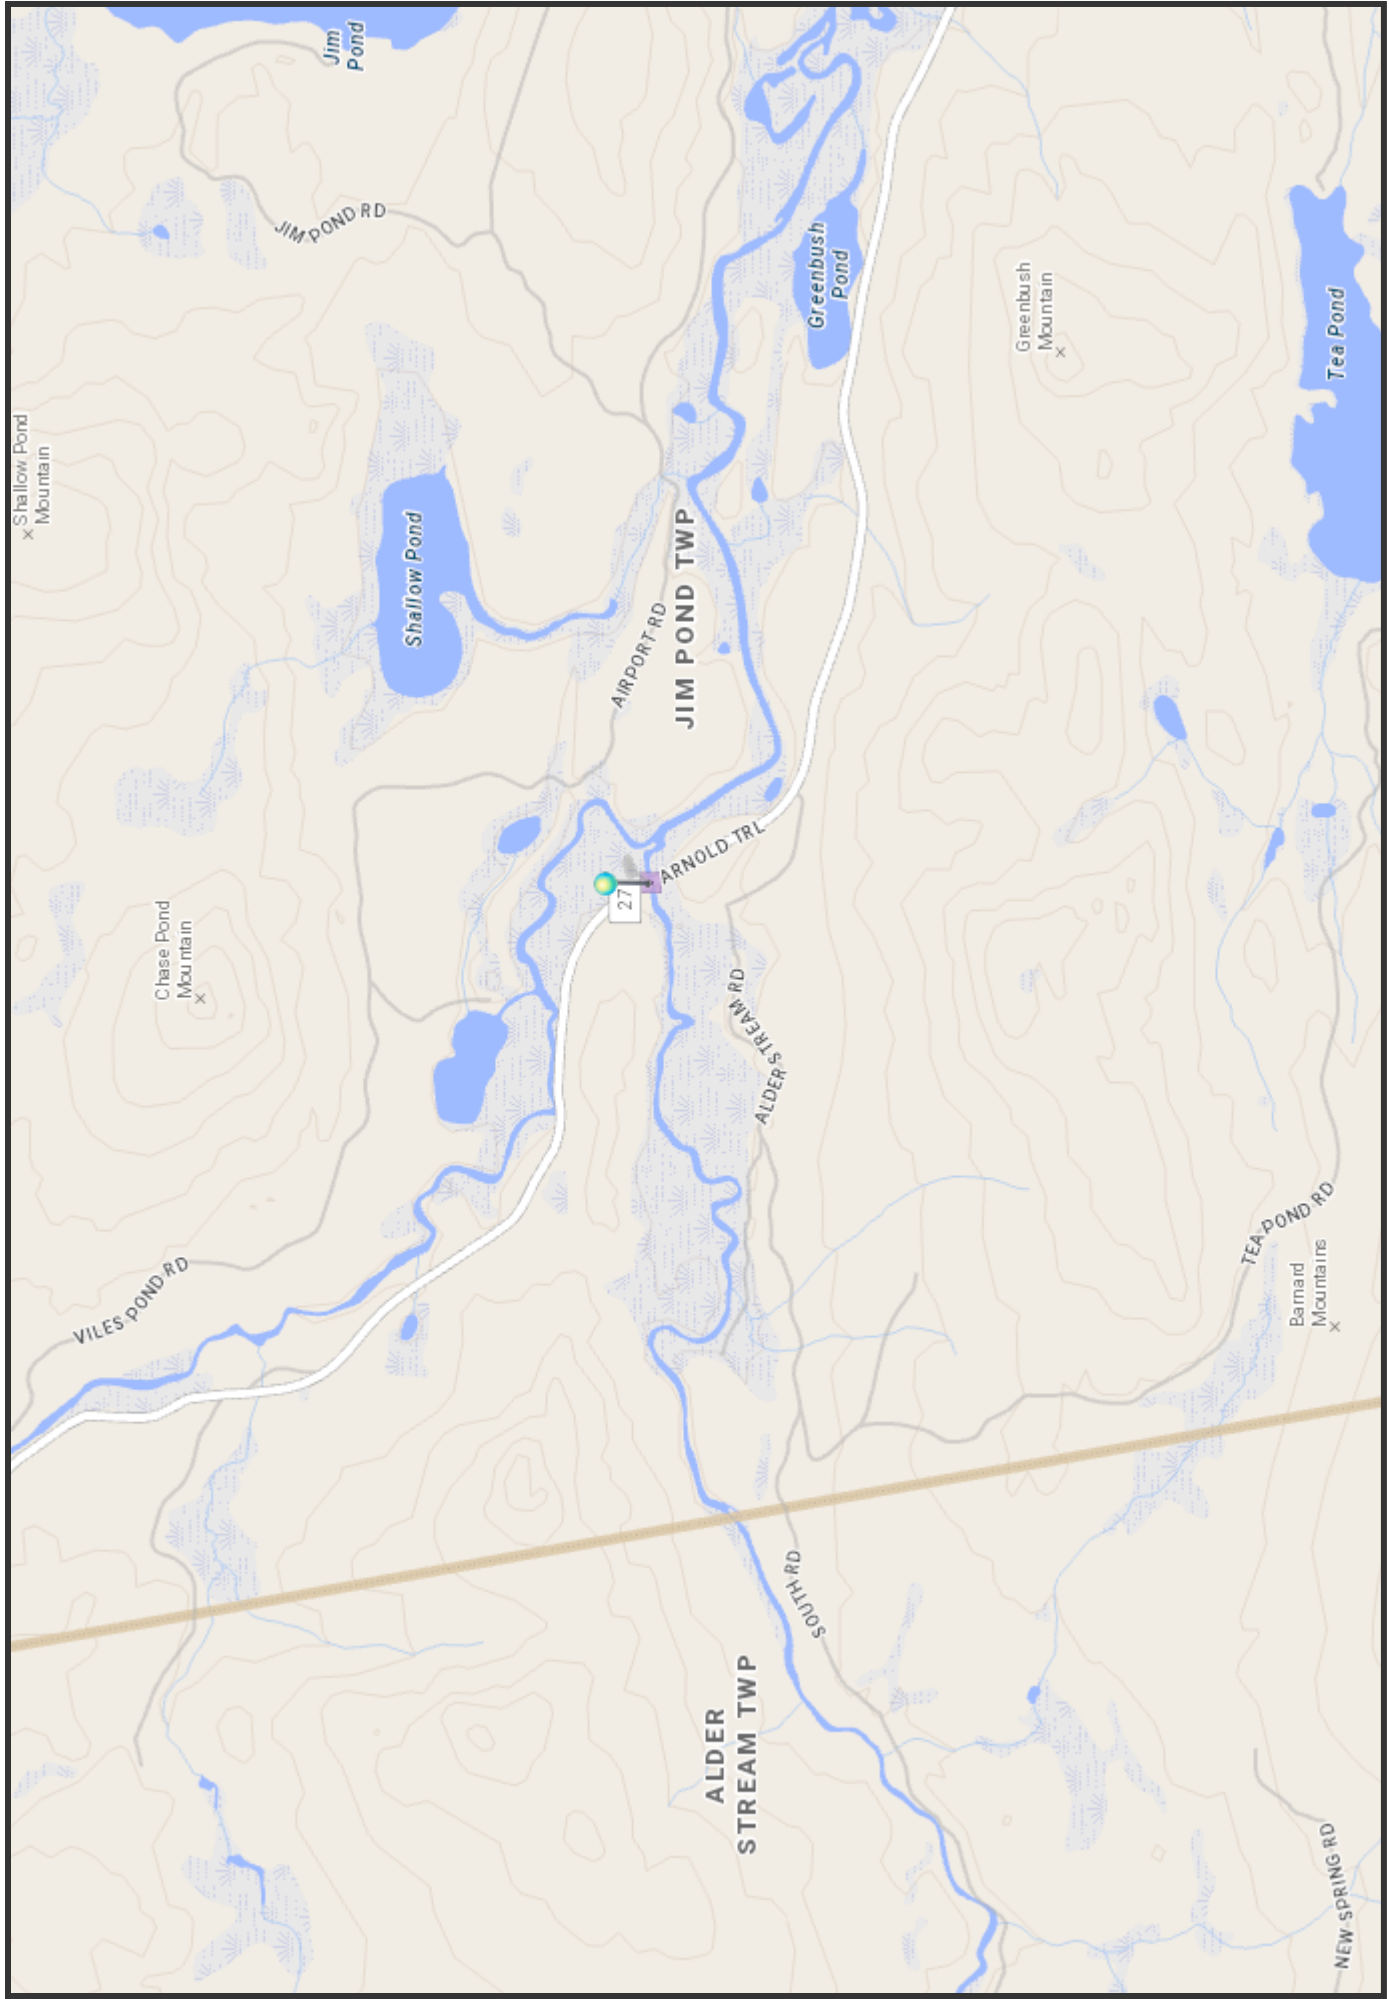 Jim
Pond
JIM POND RD
Greenbush
Pond
Greenbush
Mountain
Tea Pond
Shallow Pond
Mountain
Shallow Pond
JIM POND TWP
AIRPORT RD
ARNOLD TRL
27
Chase Pond
Mountain
ALDER STREAM RD
VILES POND RD
TEA POND RD
Barnard
Mountains
SOUTH RD
ALDER
STREAM TWP
NEW SPRING RD